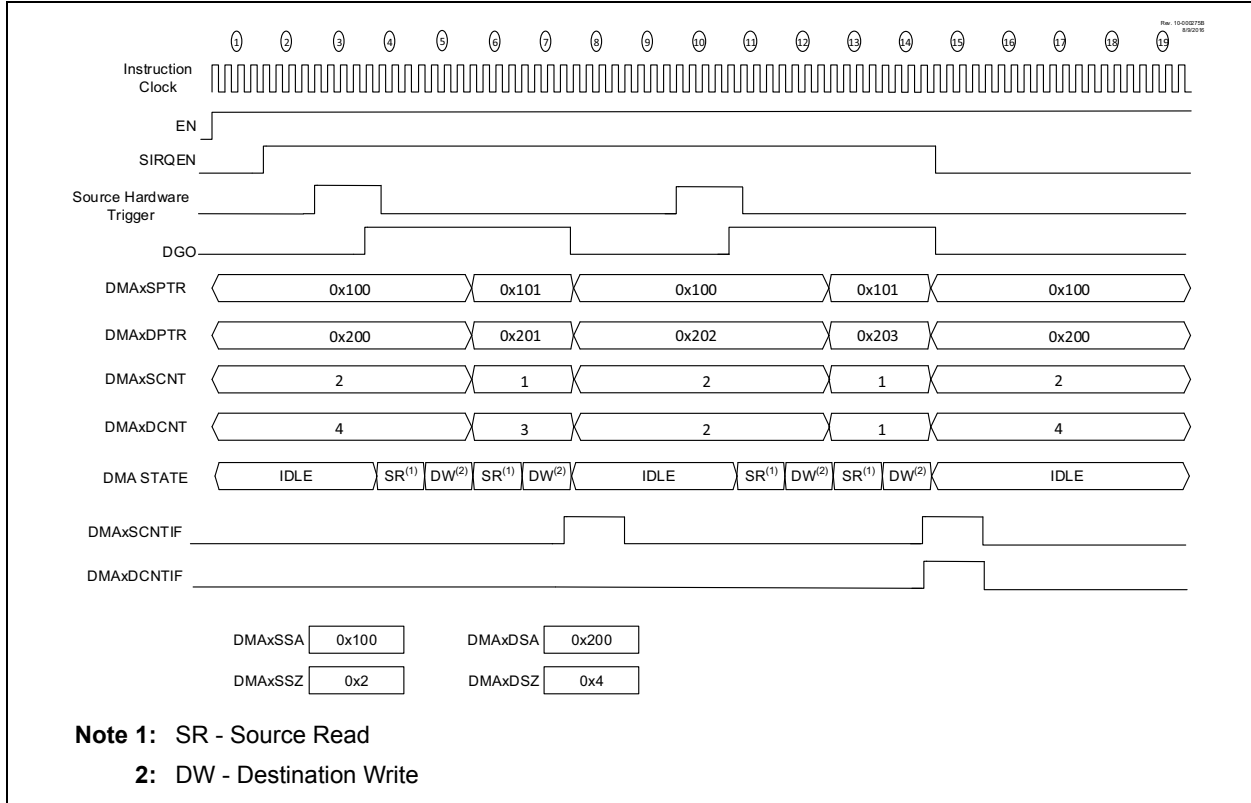 Rev. 10-000275B
8/9/2016
1 2 3 4 5 6 7 8 9 10 11 12 13 14 15 16 17 18 19
Instruction
Clock
EN
SIRQEN
Source Hardware
Trigger
DGO
DMAxSPTR 0x100 0x101 0x100 0x101 0x100
DMAxDPTR 0x200 0x201 0x202 0x203 0x200
DMAxSCNT 2 1 2 1 2
DMAxDCNT 4 3 2 1 4
DMA STATE IDLE SR(1) DW(2) SR(1) DW(2) IDLE SR(1) DW(2) SR(1) DW(2) IDLE
DMAxSCNTIF
DMAxDCNTIF
DMAxSSA 0x100 DMAxDSA 0x200
DMAxSSZ 0x2 DMAxDSZ 0x4
Note 1: SR - Source Read
2: DW - Destination Write